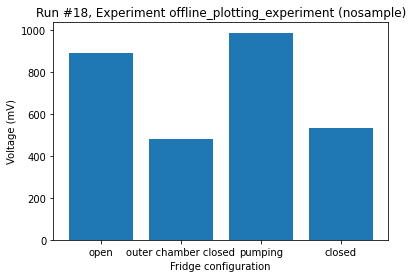 Run #18, Experiment offline_plotting_experiment (nosample)
1000
800
600
400
200
0
Voltage (mV)
open outer chamber closed pumping closed
Fridge configuration